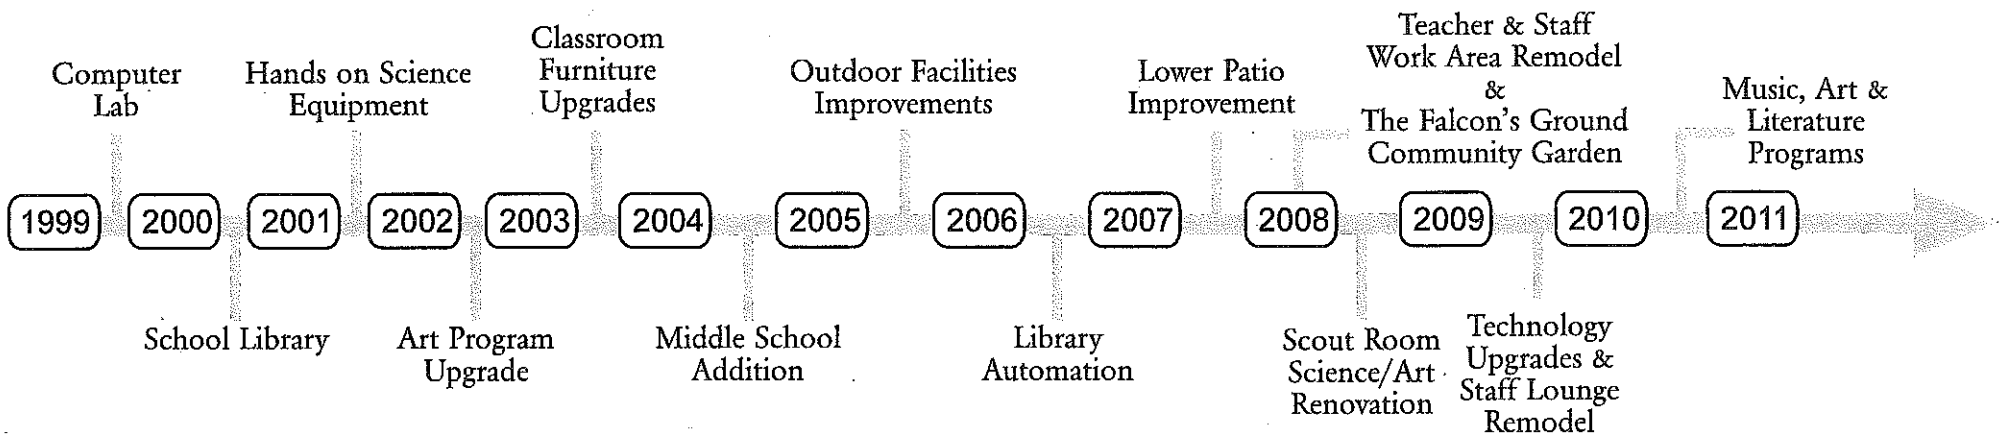 Computer
Lab
Hands on Science
Equipment
Classroom
Furniture
Upgrades
Outdoor Facilities
Improvements
Lower Patio
Improvement
Teacher & Staff
Work Area Remodel
&
The Falcon's Ground
Community Garden
Music, Art &
Literature
Programs
1999 2000 2001 2002 2003 2004 2005 2006 2007 2008 2009 2010 2011
School Library
Art Program
Upgrade
Middle School
Addition
Library
Automation
Scout Room
Science/Art
Renovation
Technology
Upgrades &
Staff Lounge
Remodel